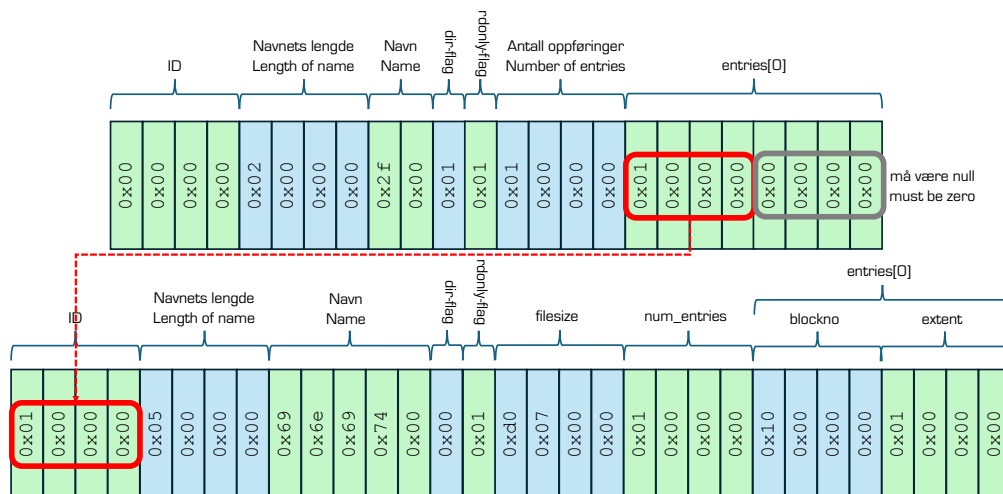 ID
Navnets lengde
Length of name
Navn
Name
dir-flag
rdonly-flag
Antall oppføringer
Number of entries
entries[0]
0x00 0x00 0x00 0x00 0x02 0x00 0x00 0x00 0x2f 0x00 0x01 0x01 0x01 0x00 0x00 0x00 0x01 0x00 0x00 0x00 0x00 0x00 0x00 0x00
må være null
must be zero
ID
Navnets lengde
Length of name
Navn
Name
dir-flag
rdonly-flag
filesize
num_entries
entries[0]
blockno
extent
0x01 0x00 0x00 0x00 0x05 0x00 0x00 0x00 0x69 0x6e 0x69 0x74 0x00 0x00 0x01 0xd0 0x07 0x00 0x00 0x01 0x00 0x00 0x00 0x10 0x00 0x00 0x00 0x01 0x00 0x00 0x00